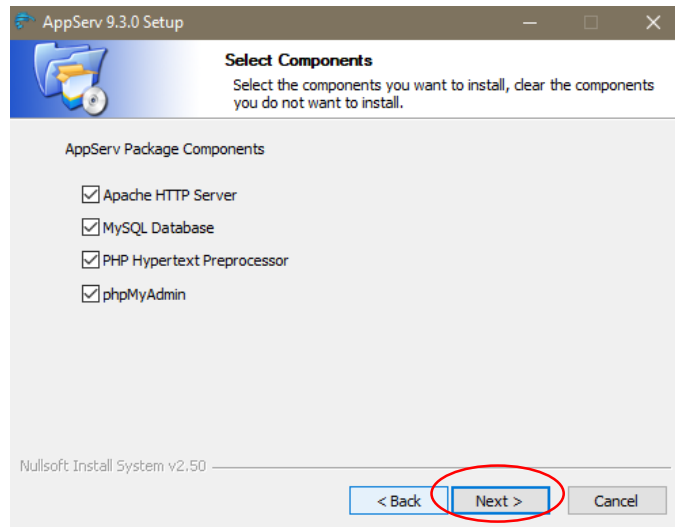 AppServ 9.3.0 Setup
Select Components
Select the components you want to install, clear the components
you do not want to install.
AppServ Package Components
Apache HTTP Server
MySQL Database
PHP Hypertext Preprocessor
phpMyAdmin
Nullsoft Install System v2.50
< Back Next > Cancel